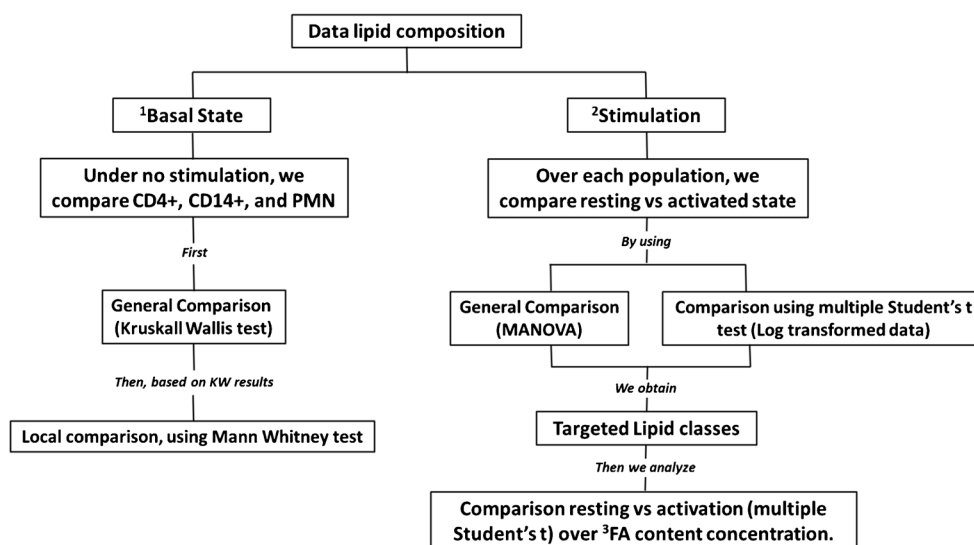 Data lipid composition
¹Basal State
Under no stimulation, we
compare CD4+, CD14+, and PMN
First
General Comparison
(Kruskall Wallis test)
Then, based on KW results
Local comparison, using Mann Whitney test
²Stimulation
Over each population, we
compare resting vs activated state
By using
General Comparison
(MANOVA)
Comparison using multiple Student's t
test (Log transformed data)
We obtain
Targeted Lipid classes
Then we analyze
Comparison resting vs activation (multiple
Student's t) over ³FA content concentration.